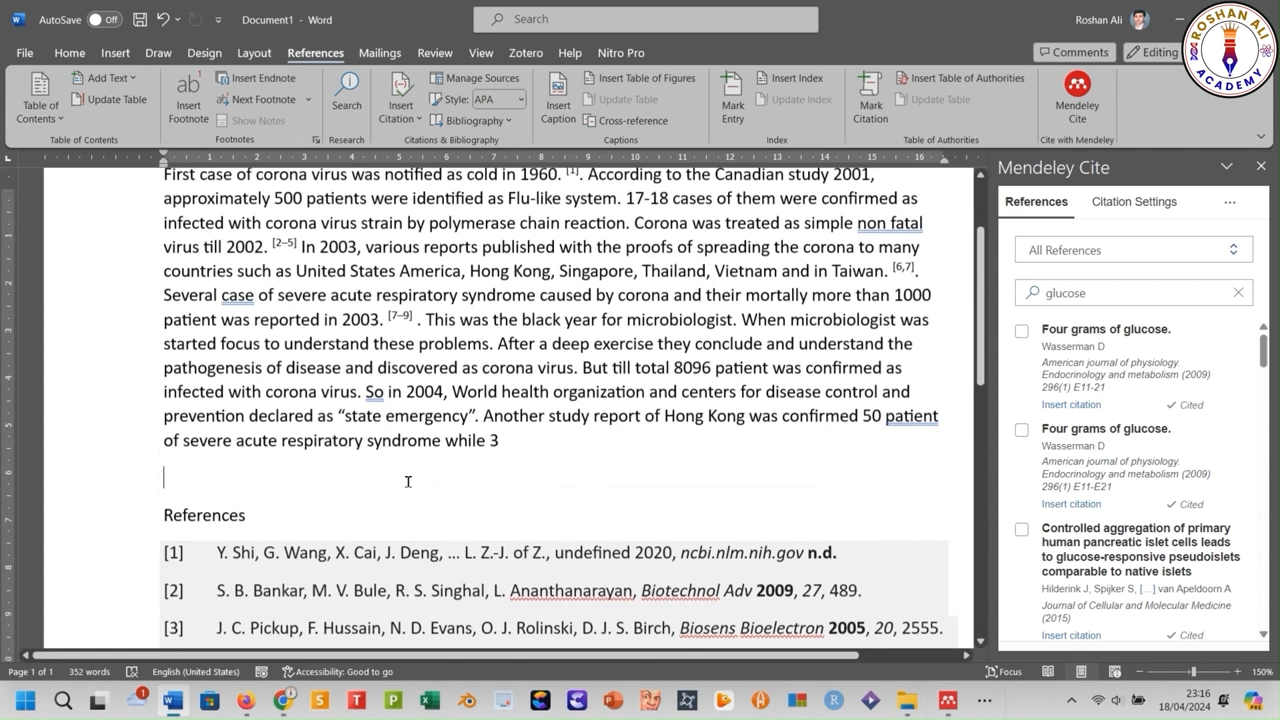 AutoSave Off Document1 - Word Search Roshan Ali
ROSHAN ALI ACADEMY
File Home Insert Draw Design Layout References Mailings Review View Zotero Help Nitro Pro Comments Editing
Table of Contents
Add Text
Update Table
Table of Contents
ab Insert Footnote
Insert Endnote
Next Footnote
Show Notes
Footnotes
Search
Research
Insert Citation
Manage Sources
Style: APA
Bibliography
Citations & Bibliography
Insert Caption
Insert Table of Figures
Update Table
Cross-reference
Captions
Mark Entry
Insert Index
Update Index
Index
Mark Citation
Insert Table of Authorities
Update Table
Table of Authorities
Mendeley Cite
Cite with Mendeley
1 2 3 4 5 6 7 8 9 10 11 12 13 14 15 16
First case of corona virus was notified as cold in 1960. [1]. According to the Canadian study 2001,
approximately 500 patients were identified as Flu-like system. 17-18 cases of them were confirmed as
infected with corona virus strain by polymerase chain reaction. Corona was treated as simple non fatal
virus till 2002. [2–5] In 2003, various reports published with the proofs of spreading the corona to many
countries such as United States America, Hong Kong, Singapore, Thailand, Vietnam and in Taiwan. [6,7].
Several case of severe acute respiratory syndrome caused by corona and their mortally more than 1000
patient was reported in 2003. [7–9] . This was the black year for microbiologist. When microbiologist was
started focus to understand these problems. After a deep exercise they conclude and understand the
pathogenesis of disease and discovered as corona virus. But till total 8096 patient was confirmed as
infected with corona virus. So in 2004, World health organization and centers for disease control and
prevention declared as “state emergency”. Another study report of Hong Kong was confirmed 50 patient
of severe acute respiratory syndrome while 3
References
[1] Y. Shi, G. Wang, X. Cai, J. Deng, ... L. Z.-J. of Z., undefined 2020, ncbi.nlm.nih.gov n.d.
[2] S. B. Bankar, M. V. Bule, R. S. Singhal, L. Ananthanarayan, Biotechnol Adv 2009, 27, 489.
[3] J. C. Pickup, F. Hussain, N. D. Evans, O. J. Rolinski, D. J. S. Birch, Biosens Bioelectron 2005, 20, 2555.
Mendeley Cite
References Citation Settings
All References
glucose
Four grams of glucose.
Wasserman D
American journal of physiology.
Endocrinology and metabolism (2009)
296(1) E11-21
Insert citation Cited
Four grams of glucose.
Wasserman D
American journal of physiology.
Endocrinology and metabolism (2009)
296(1) E11-E21
Insert citation Cited
Controlled aggregation of primary
human pancreatic islet cells leads
to glucose-responsive pseudoislets
comparable to native islets
Hilderink J, Spijker S, [...] van Apeldoorn A
Journal of Cellular and Molecular Medicine
(2015)
Insert citation Cited
Page 1 of 1 352 words English (United States) Accessibility: Good to go Focus 150%
23:16
18/04/2024